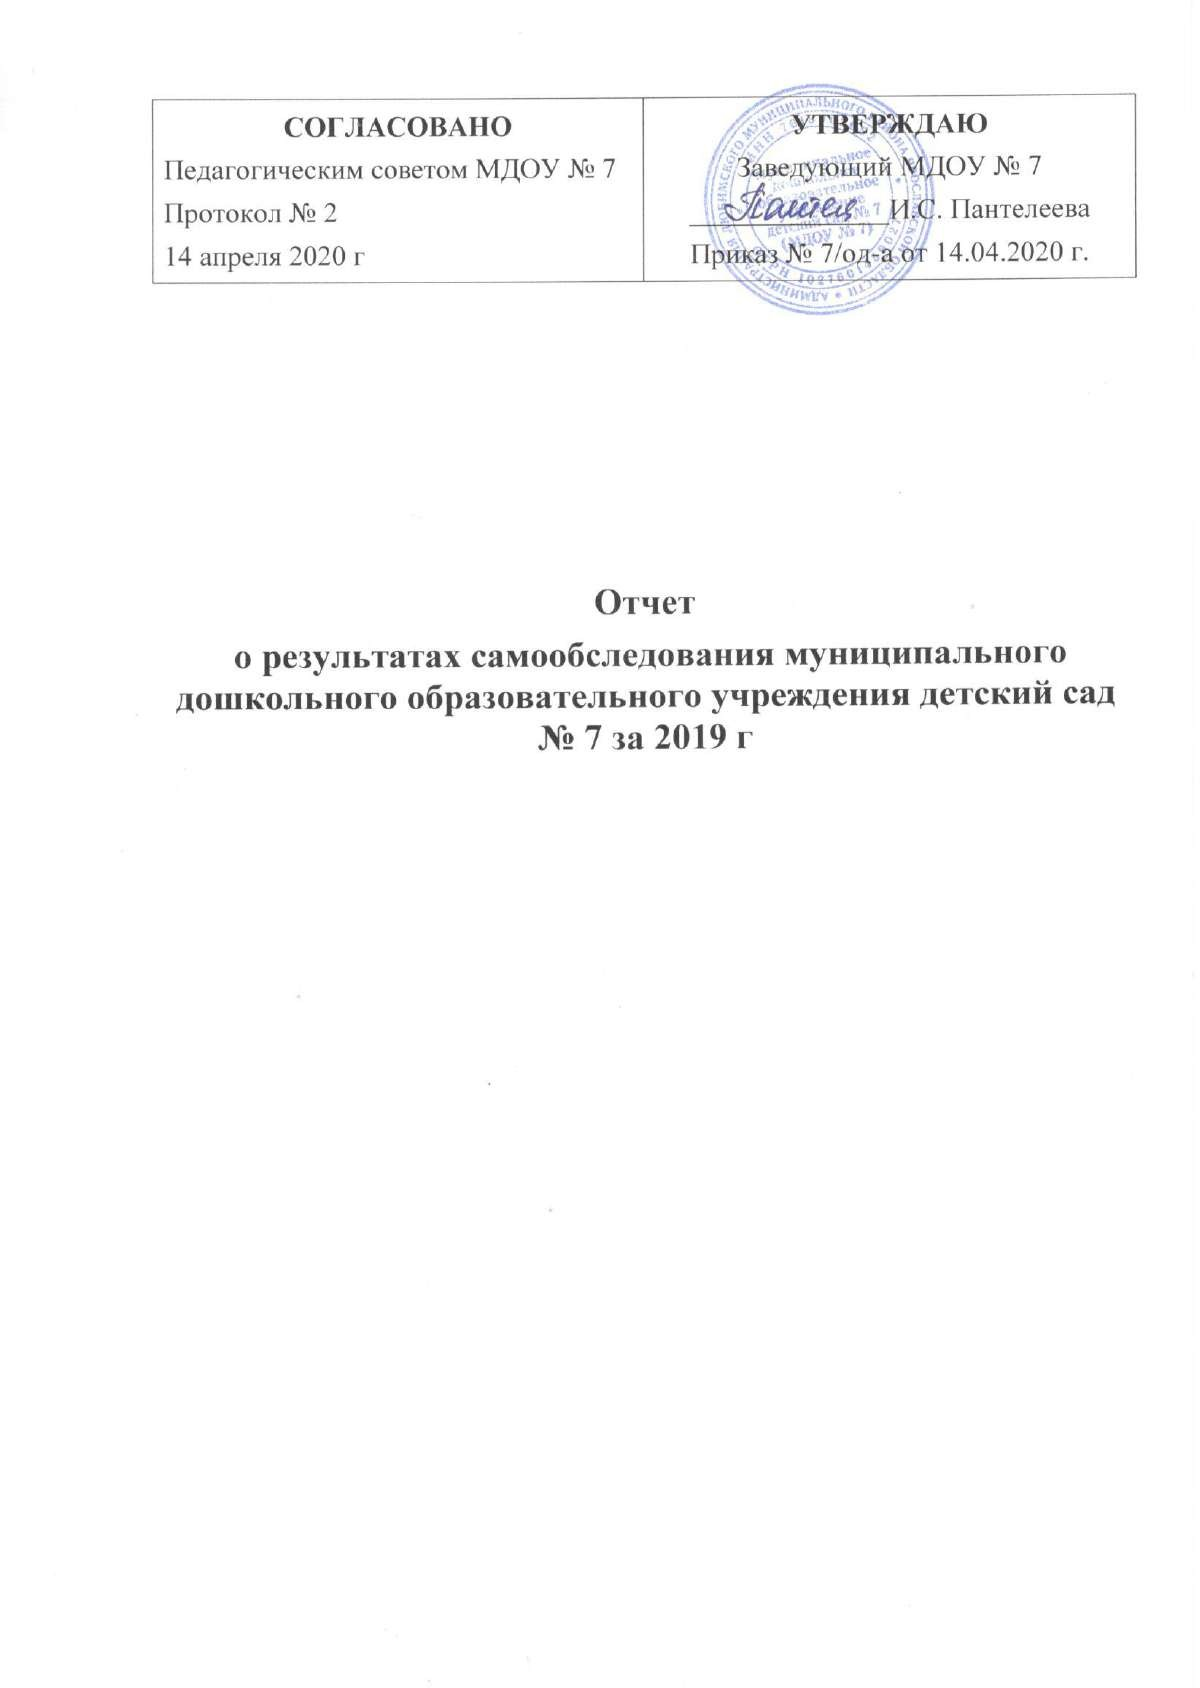 СОГЛАСОВАНО
Педагогическим советом МДОУ № 7
Протокол № 2
14 апреля 2020 г
УТВЕРЖДАЮ
Заведующий МДОУ № 7
И.С. Пантелеева
Приказ № 7/од-а от 14.04.2020 г.
Отчет
о результатах самообследования муниципального
дошкольного образовательного учреждения детский сад
№ 7 за 2019 г